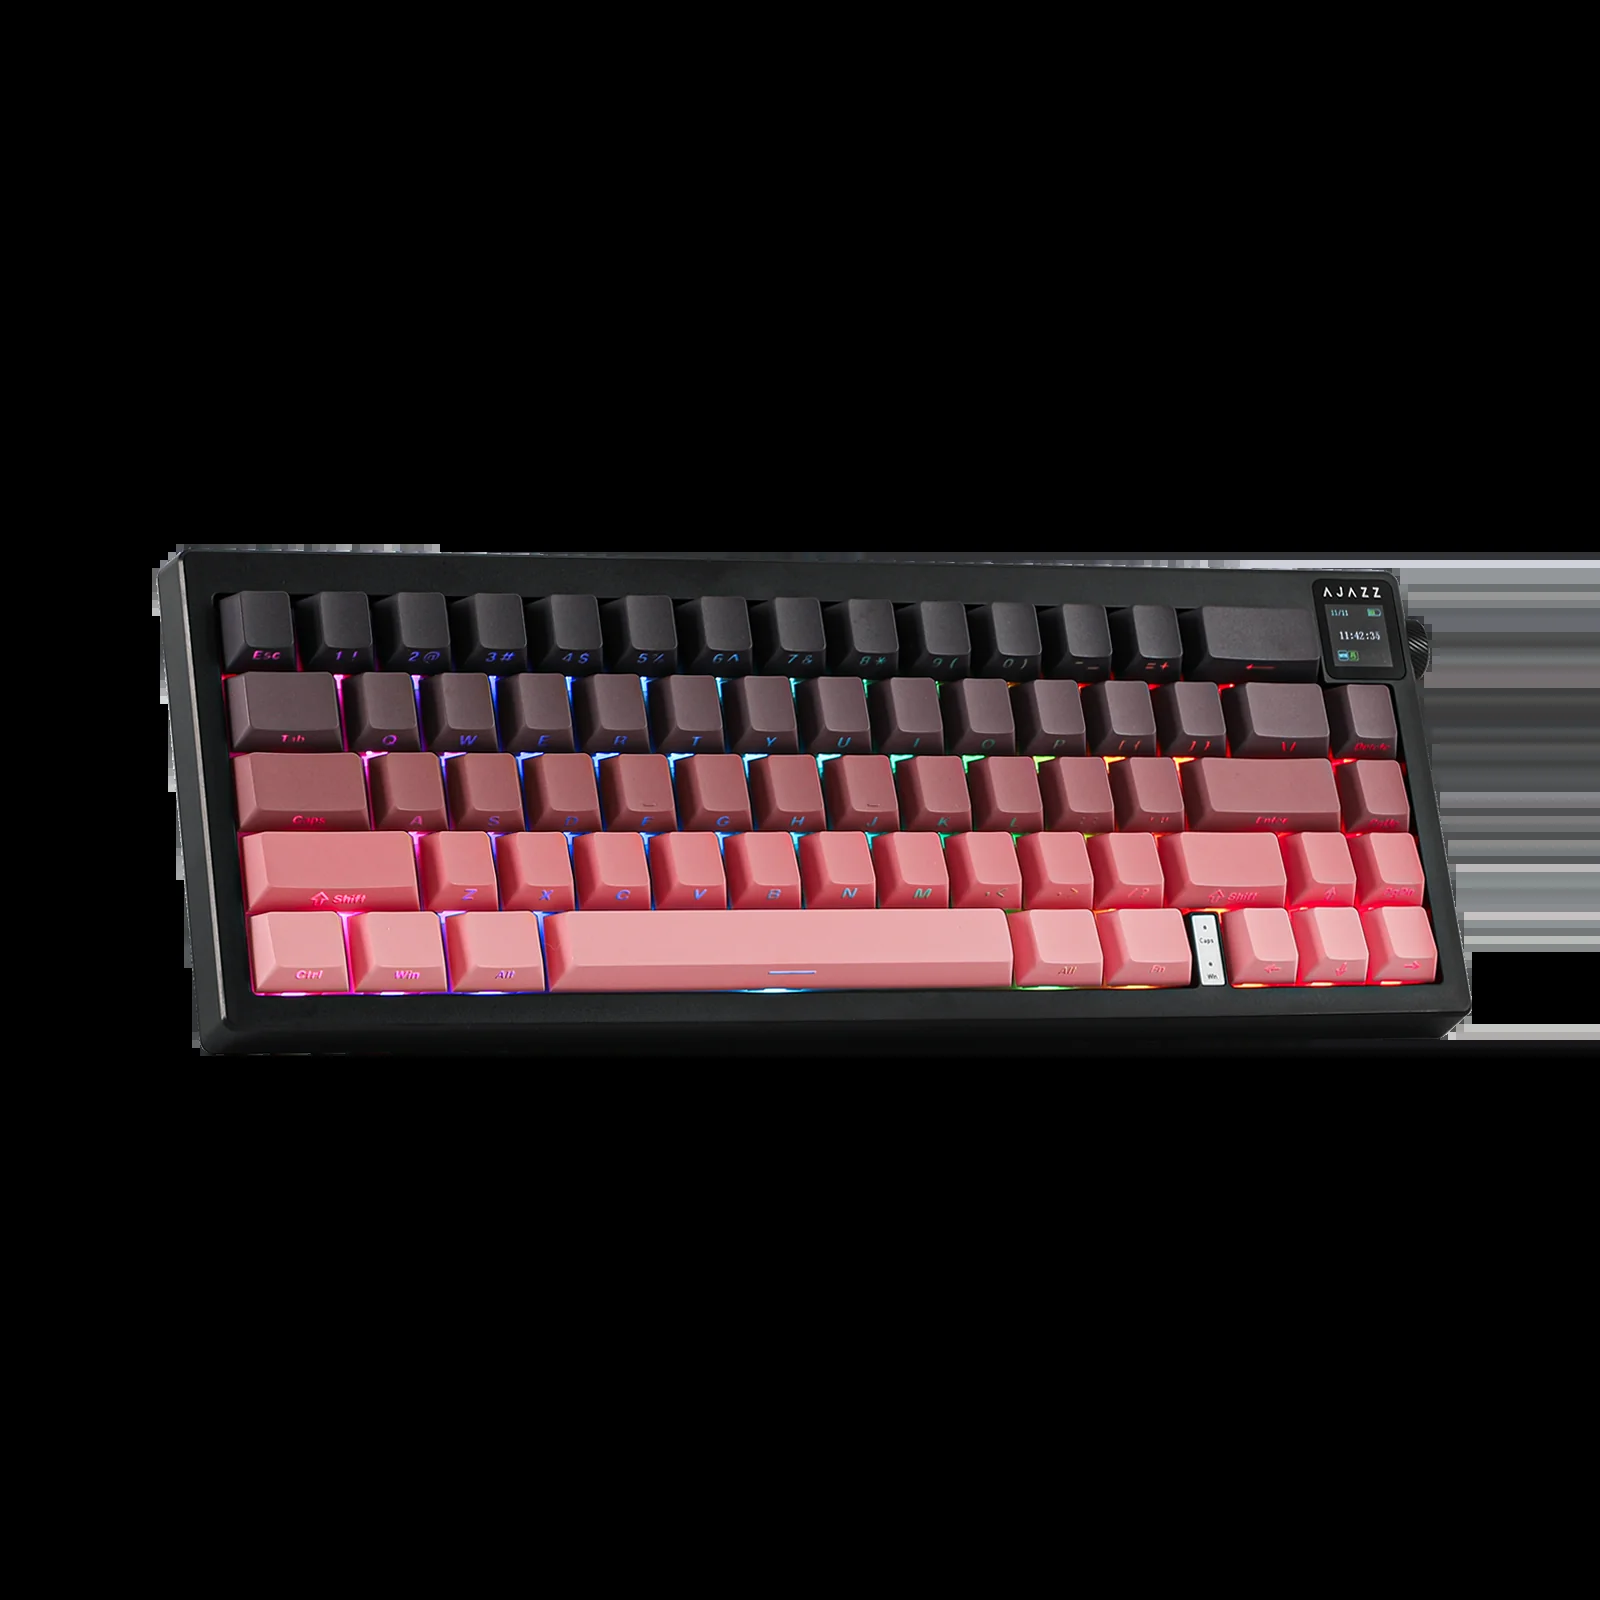 AJAZZ
11/11
11:42:35
Esc 1 ! 2 @ 3 # 4 $ 5 % 6 ^ 7 & 8 * 9 ( 0 ) - _ = + ←
Tab Q W E R T Y U I O P [ { ] } \ / Delete
Caps A S D F G H J K L Enter PgUp
⇧ Shift Z X C V B N M , < . > / ? ⇧ Shift ↑ PgDn
Ctrl Win Alt Alt Fn Caps Win ← ↓ →